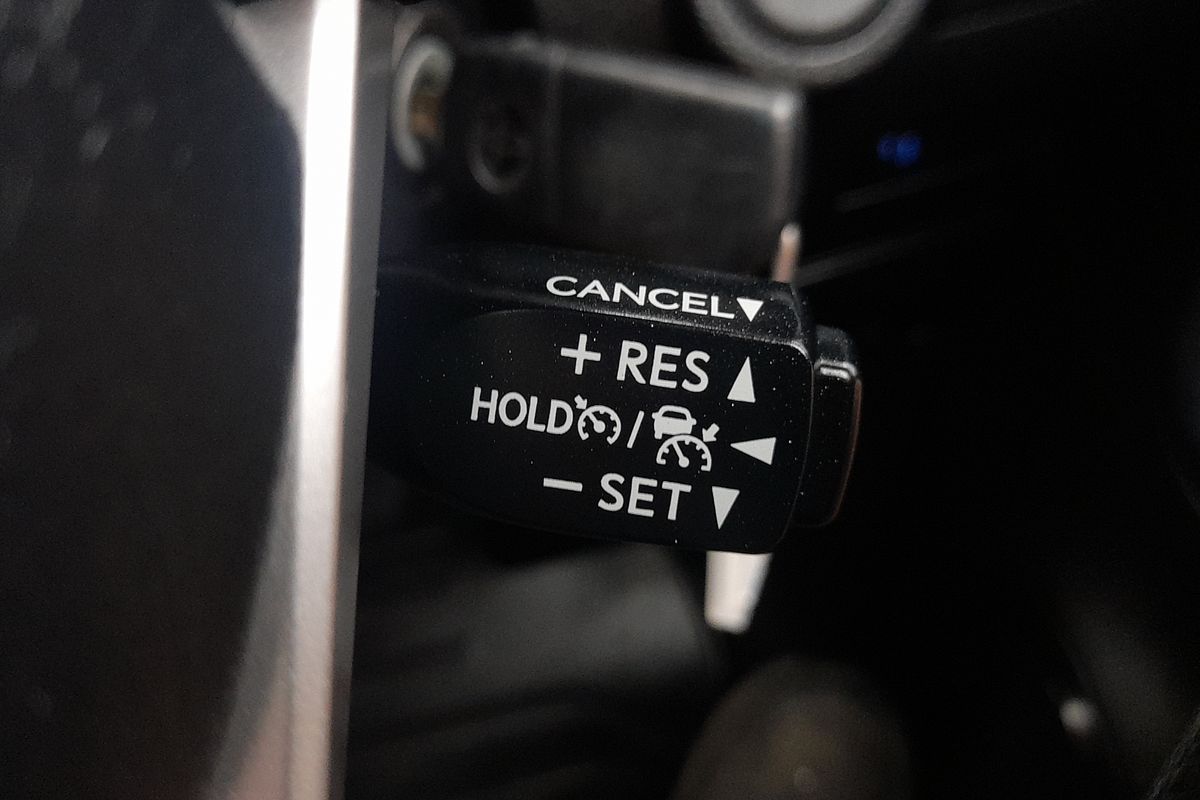 CANCEL▼
+ RES ▲
HOLD / ◀
− SET ▼